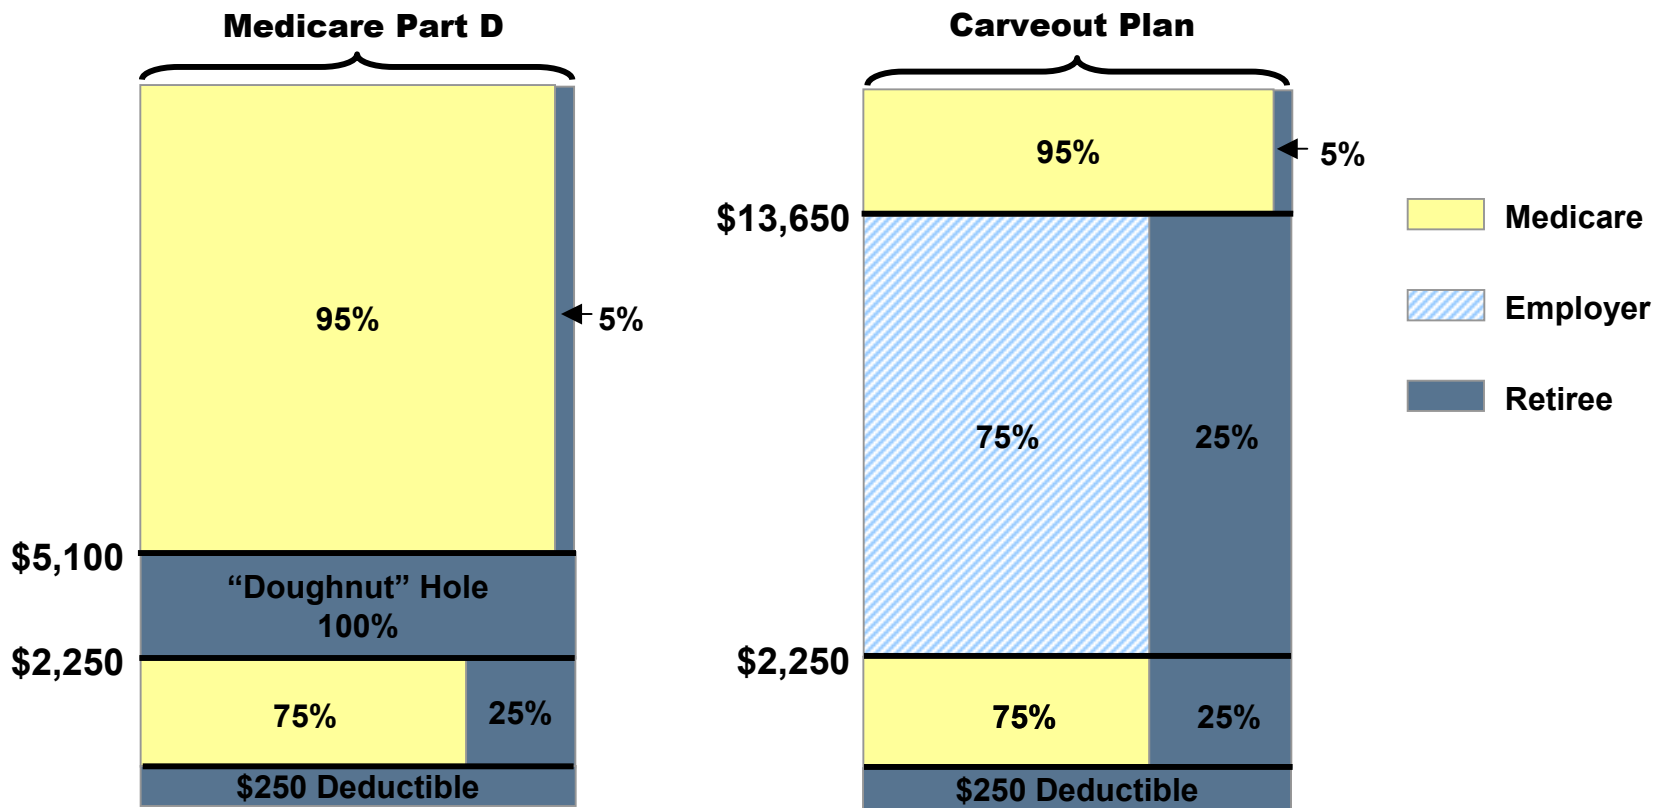 Medicare Part D
95%
5%
$5,100
“Doughnut” Hole
100%
$2,250
75%
25%
$250 Deductible
Carveout Plan
95%
5%
$13,650
75%
25%
$2,250
75%
25%
$250 Deductible
Medicare
Employer
Retiree